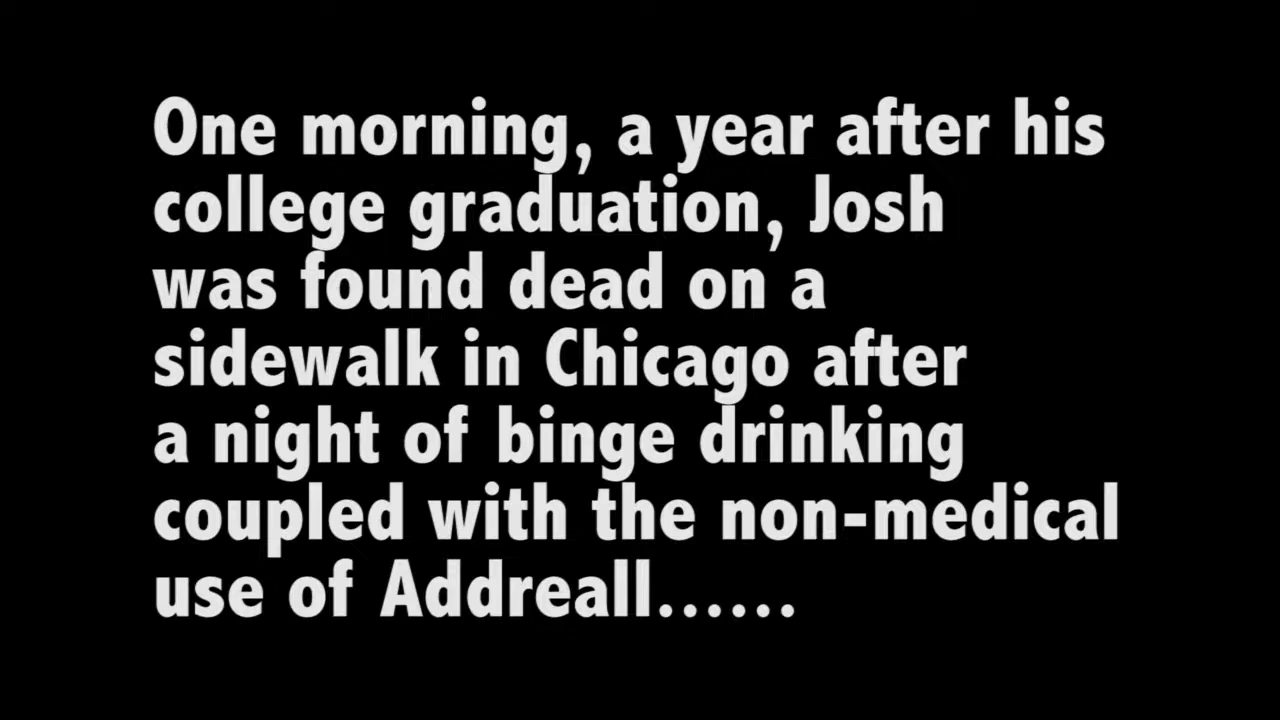 One morning, a year after his
college graduation, Josh
was found dead on a
sidewalk in Chicago after
a night of binge drinking
coupled with the non-medical
use of Addreall......